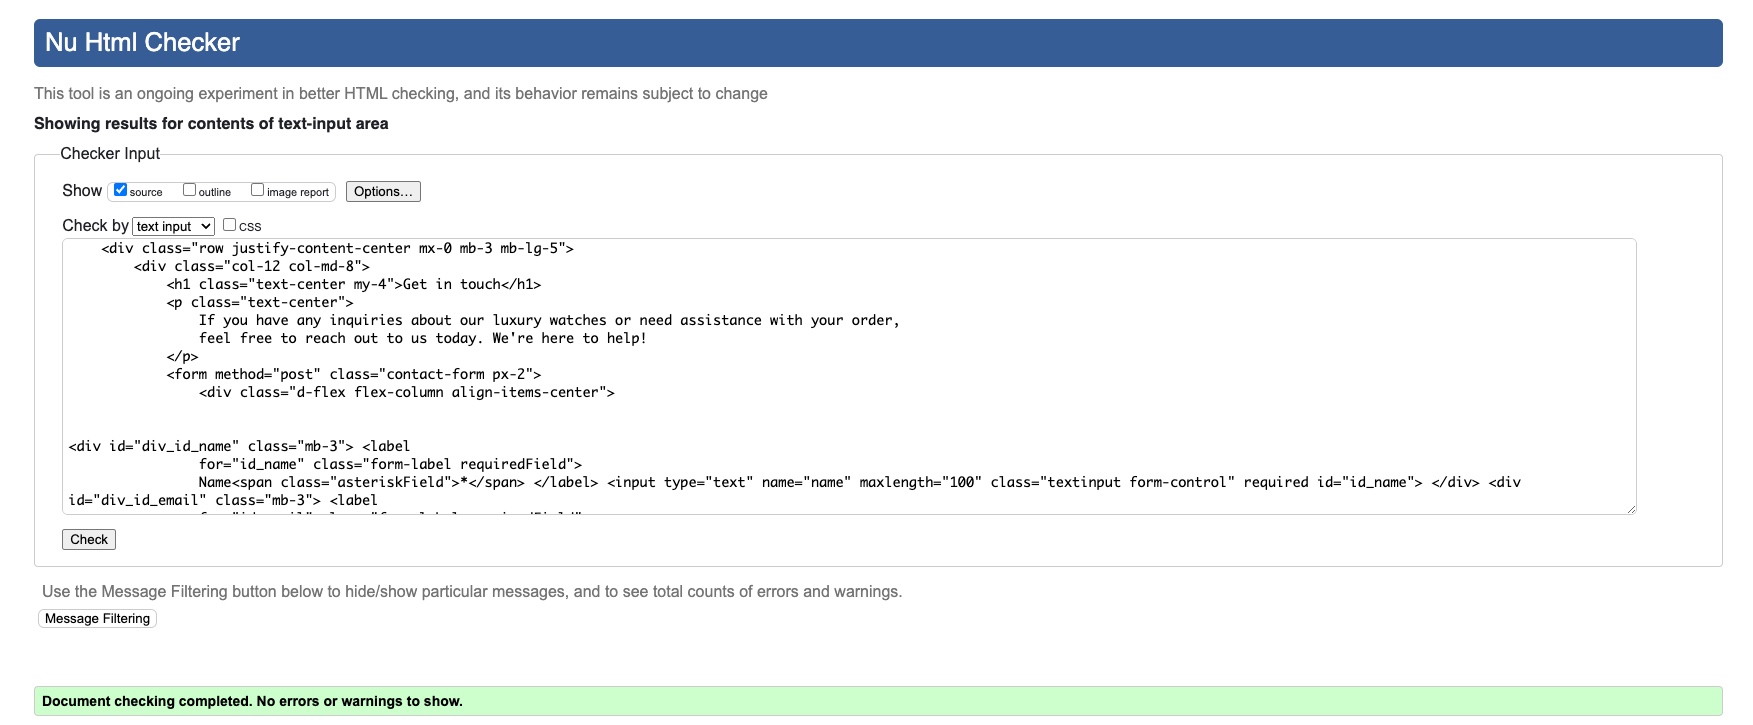 Nu Html Checker
This tool is an ongoing experiment in better HTML checking, and its behavior remains subject to change
Showing results for contents of text-input area
Checker Input
Show source outline image report Options...
Check by text input CSS
<div class="row justify-content-center mx-0 mb-3 mb-lg-5">
<div class="col-12 col-md-8">
<h1 class="text-center my-4">Get in touch</h1>
<p class="text-center">
If you have any inquiries about our luxury watches or need assistance with your order,
feel free to reach out to us today. We're here to help!
</p>
<form method="post" class="contact-form px-2">
<div class="d-flex flex-column align-items-center">
<div id="div_id_name" class="mb-3"> <label
for="id_name" class="form-label requiredField">
Name<span class="asteriskField">*</span> </label> <input type="text" name="name" maxlength="100" class="textinput form-control" required id="id_name"> </div> <div
id="div_id_email" class="mb-3"> <label
Check
Use the Message Filtering button below to hide/show particular messages, and to see total counts of errors and warnings.
Message Filtering
Document checking completed. No errors or warnings to show.